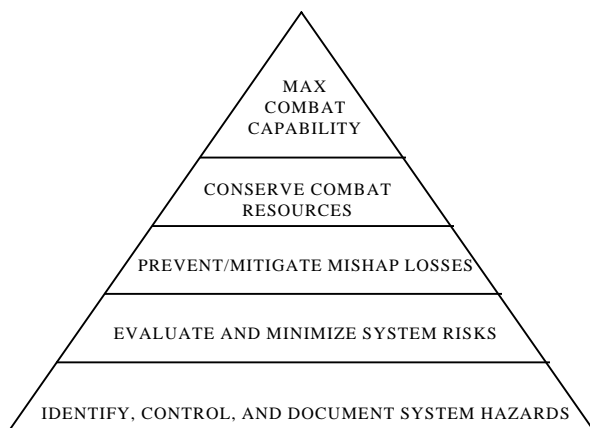 MAX
COMBAT
CAPABILITY
CONSERVE COMBAT
RESOURCES
PREVENT/MITIGATE MISHAP LOSSES
EVALUATE AND MINIMIZE SYSTEM RISKS
IDENTIFY, CONTROL, AND DOCUMENT SYSTEM HAZARDS